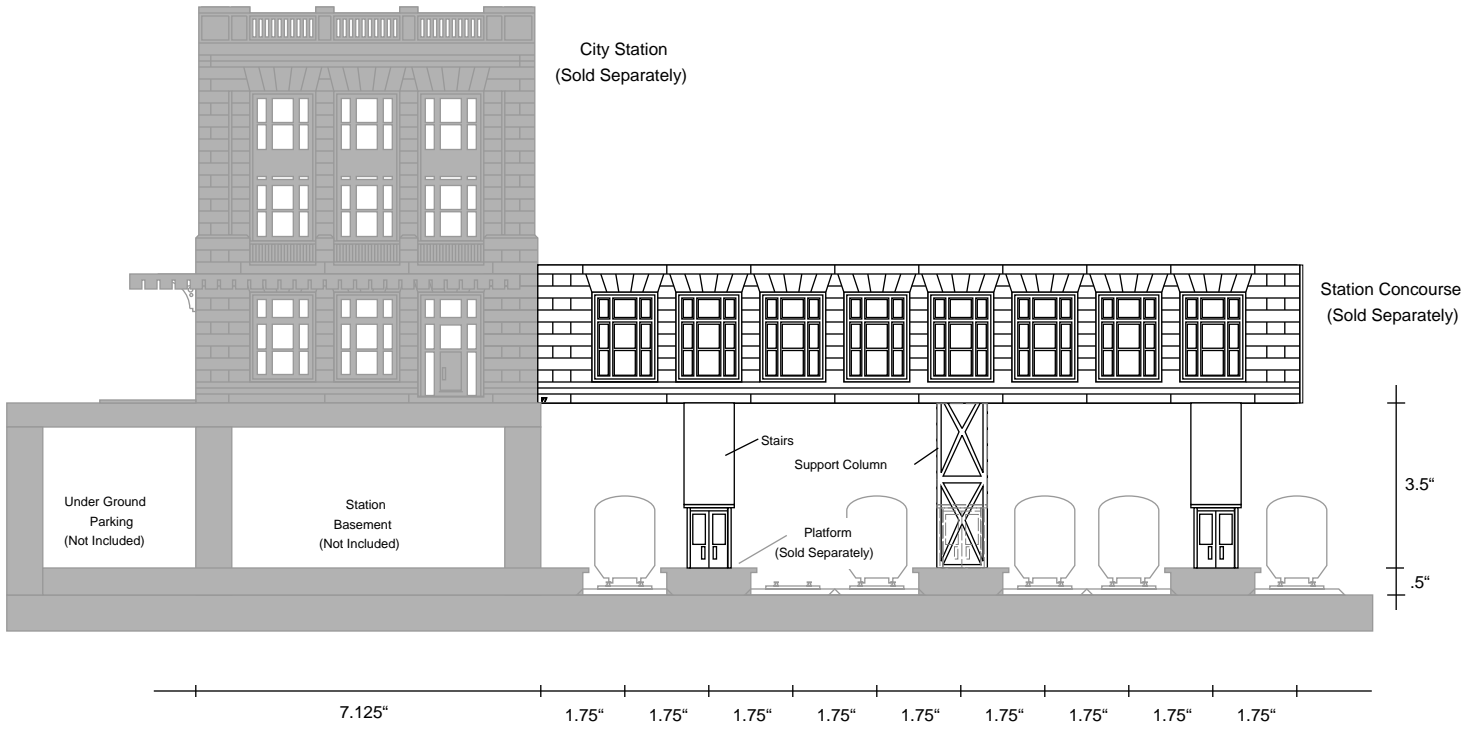 City Station
(Sold Separately)
Station Concourse
(Sold Separately)
Stairs
Support Column
3.5“
Under Ground
Parking
(Not Included)
Station
Basement
(Not Included)
Platform
(Sold Separately)
.5“
7.125“
1.75“
1.75“
1.75“
1.75“
1.75“
1.75“
1.75“
1.75“
1.75“